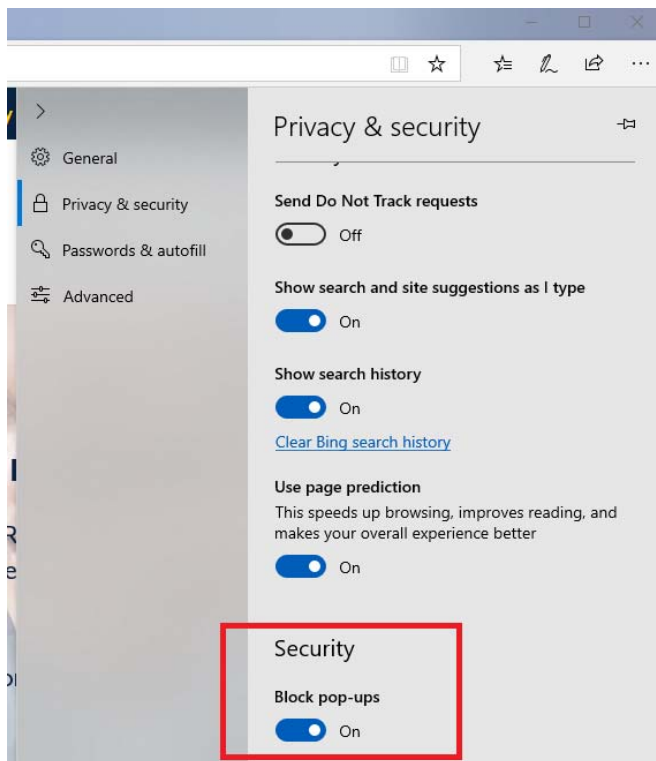 General
Privacy & security
Passwords & autofill
Advanced
Privacy & security
Send Do Not Track requests
Off
Show search and site suggestions as I type
On
Show search history
On
Clear Bing search history
Use page prediction
This speeds up browsing, improves reading, and
makes your overall experience better
On
Security
Block pop-ups
On